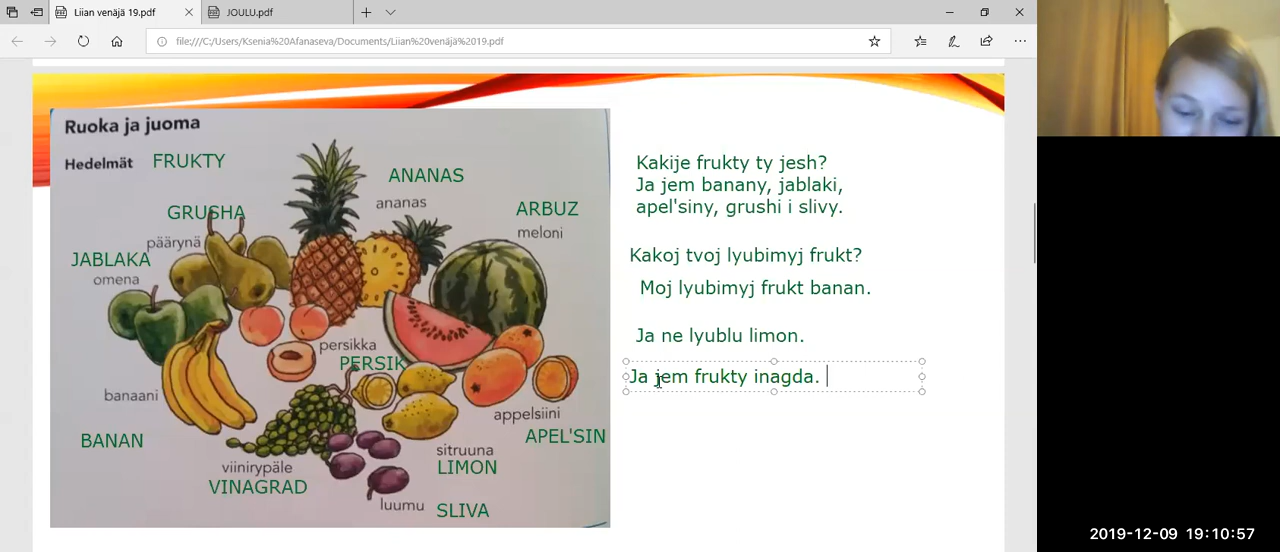 Liian venäjä 19.pdf
JOULU.pdf
file:///C:/Users/Ksenia%20Afanaseva/Documents/Liian%20venäjä%2019.pdf
Ruoka ja juoma
Hedelmät
FRUKTY
ANANAS
ananas
GRUSHA
päärynä
ARBUZ
meloni
JABLAKA
omena
persikka
PERSIK
banaani
BANAN
appelsiini
APEL'SIN
sitruuna
LIMON
viinirypäle
VINAGRAD
luumu
SLIVA
Kakije frukty ty jesh?
Ja jem banany, jablaki,
apel'siny, grushi i slivy.
Kakoj tvoj lyubimyj frukt?
Moj lyubimyj frukt banan.
Ja ne lyublu limon.
Ja jem frukty inagda.
2019-12-09 19:10:57